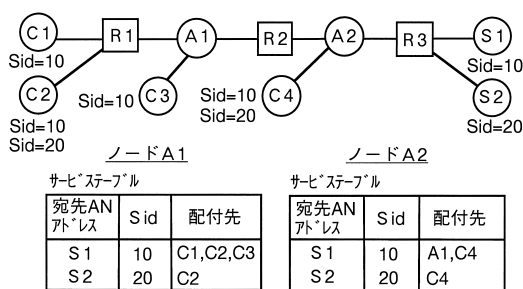 C1 R1 A1 R2 A2 R3 S1
Sid=10 Sid=10
C2 Sid=10 C3 Sid=10 C4 S2
Sid=20
Sid=10 Sid=20
Sid=20
ノードA1 ノードA2
サービステーブル サービステーブル
宛先AN
アドレス Sid 配付先
S1 10 C1,C2,C3
S2 20 C2
宛先AN
アドレス Sid 配付先
S1 10 A1,C4
S2 20 C4